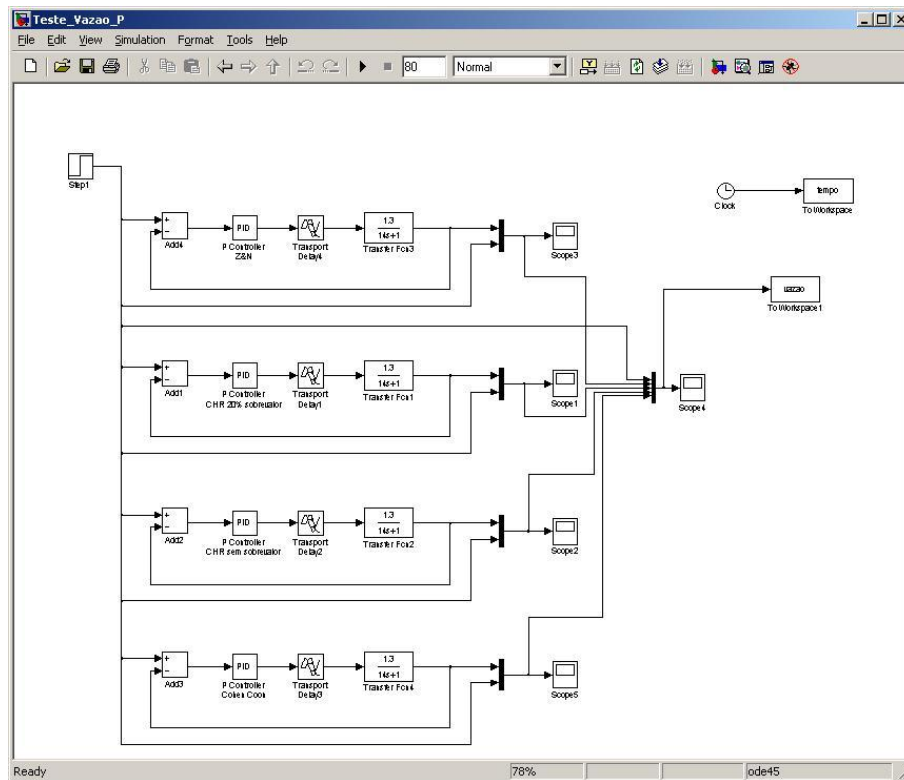 Teste_Vazao_P
File Edit View Simulation Format Tools Help
80 Normal
Step1
Clock
tempo
To Workspace
+
−
Add4
PID
P Controller
Z&N
Transport
Delay4
1.3
14s+1
Transfer Fcn3
Scope3
vazao
To Workspace1
+
−
Add1
PID
P Controller
CHR 20% sobrevalor
Transport
Delay1
1.3
14s+1
Transfer Fcn1
Scope1
Scope4
+
−
Add2
PID
P Controller
CHR sem sobrevalor
Transport
Delay2
1.3
14s+1
Transfer Fcn2
Scope2
+
−
Add3
PID
P Controller
Cohen Coon
Transport
Delay3
1.3
14s+1
Transfer Fcn4
Scope5
Ready 78% ode45